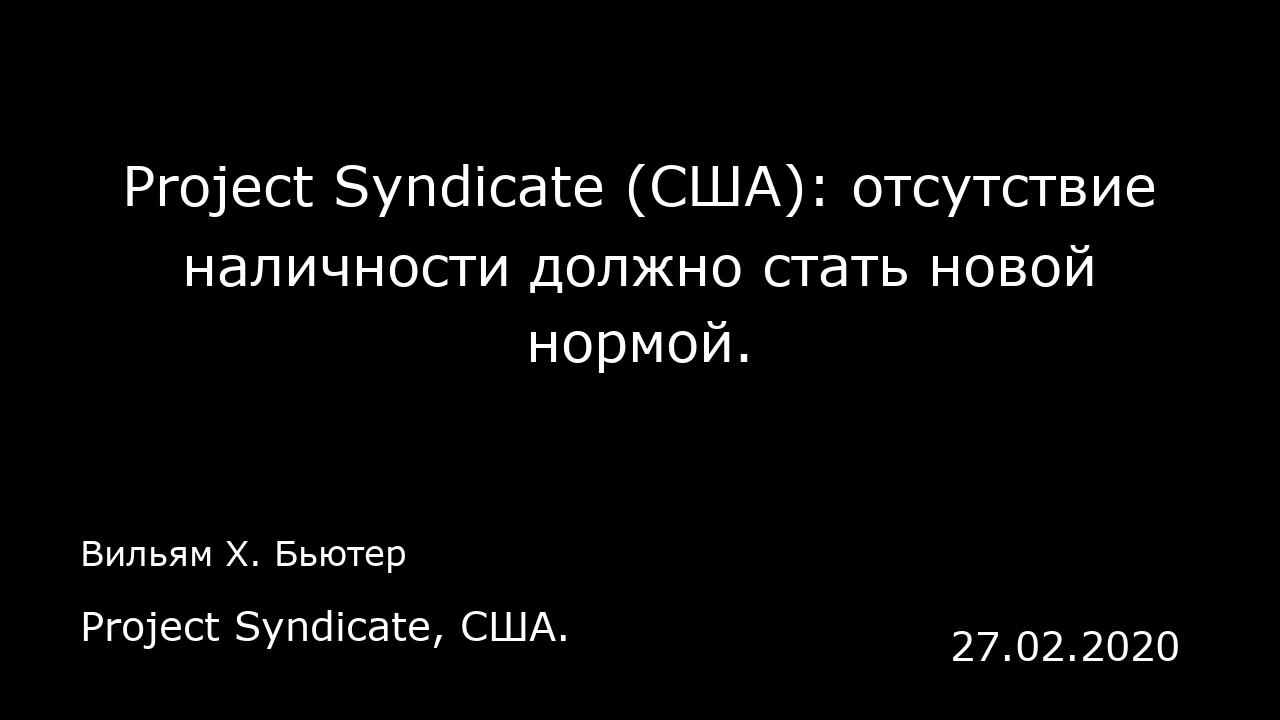 Project Syndicate (США): отсутствие
наличности должно стать новой
нормой.
Вильям Х. Бьютер
Project Syndicate, США.
27.02.2020